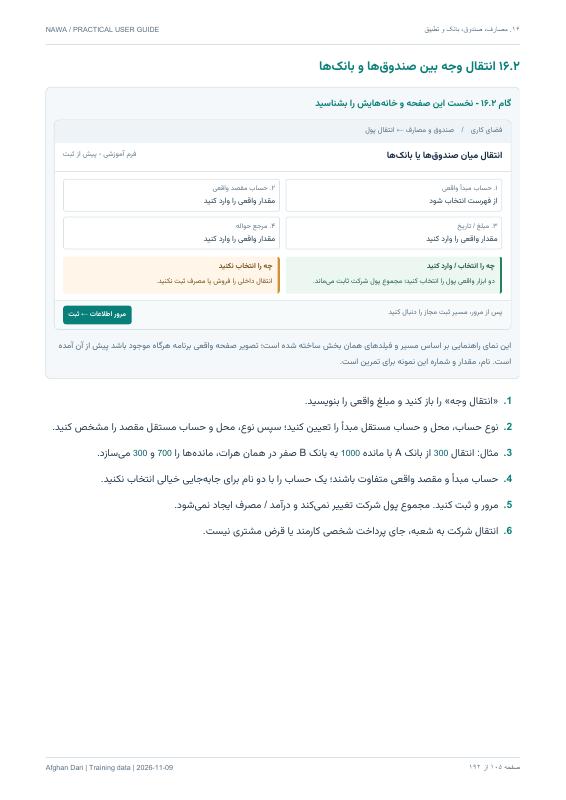 ۱۴. مصارف، صندوق، بانک و تطبیق
NAWA / PRACTICAL USER GUIDE
۱۶.۲ انتقال وجه بین صندوق‌ها و بانک‌ها
گام ۱۶.۲ - نخست این صفحه و خانه‌هایش را بشناسید
فضای کاری / صندوق و مصارف ← انتقال پول
انتقال میان صندوق‌ها یا بانک‌ها
فرم آموزشی - پیش از ثبت
۱. حساب مبدأ واقعی
از فهرست انتخاب شود
۲. حساب مقصد واقعی
مقدار واقعی را وارد کنید
۳. مبلغ / تاریخ
مقدار واقعی را وارد کنید
۴. مرجع حواله
مقدار واقعی را وارد کنید
چه را انتخاب / وارد کنید
دو ابزار واقعی پول را انتخاب کنید؛ مجموع پول شرکت ثابت می‌ماند.
چه را انتخاب نکنید
انتقال داخلی را فروش یا مصرف ثبت نکنید.
پس از مرور، مسیر ثبت مجاز را دنبال کنید
مرور اطلاعات ← ثبت
این نمای راهنمایی بر اساس مسیر و فیلدهای همان بخش ساخته شده است؛ تصویر صفحه واقعی برنامه هرگاه موجود باشد پیش از آن آمده
است. نام، مقدار و شماره این نمونه برای تمرین است.
1. «انتقال وجه» را باز کنید و مبلغ واقعی را بنویسید.
2. نوع حساب، محل و حساب مستقل مبدأ را تعیین کنید؛ سپس نوع، محل و حساب مستقل مقصد را مشخص کنید.
3. مثال: انتقال 300 از بانک A با مانده 1000 به بانک B صفر در همان هرات، مانده‌ها را 700 و 300 می‌سازد.
4. حساب مبدأ و مقصد واقعی متفاوت باشند؛ یک حساب را با دو نام برای جابه‌جایی خیالی انتخاب نکنید.
5. مرور و ثبت کنید. مجموع پول شرکت تغییر نمی‌کند و درآمد / مصرف ایجاد نمی‌شود.
6. انتقال شرکت به شعبه، جای پرداخت شخصی کارمند یا قرض مشتری نیست.
صفحه ۱۰۵ از ۱۹۲
Afghan Dari | Training data | 2026-11-09